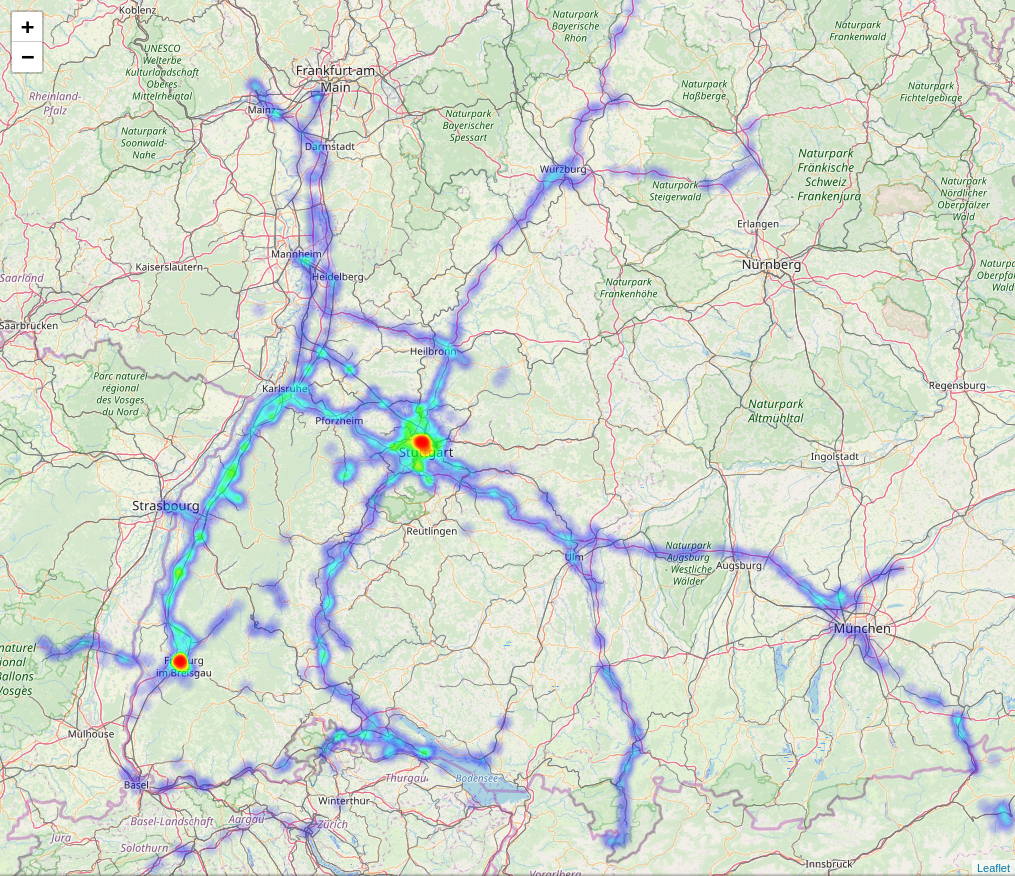 +
−
Koblenz
Naturpark
Bayerische
Rhön
Naturpark
Frankenwald
UNESCO
Welterbe
Kulturlandschaft
Oberes
Mittelrheintal
Frankfurt am
Main
Rheinland-
Pfalz
Mainz
Naturpark
Haßberge
Naturpark
Fichtelgebirge
Naturpark
Soonwald-
Nahe
Naturpark
Bayerischer
Spessart
Darmstadt
Würzburg
Naturpark
Fränkische
Schweiz
- Frankenjura
Naturpark
Steigerwald
Naturpark
Nördlicher
Oberpfälzer
Wald
Erlangen
Mannheim
Kaiserslautern
Heidelberg
Nürnberg
Saarland
Naturpark
Frankenhöhe
Saarbrücken
Heilbronn
Parc naturel
régional
des Vosges
du Nord
Karlsruhe
Regensburg
Naturpark
Altmühltal
Pforzheim
Stuttgart
Ingolstadt
Strasbourg
Reutlingen
Ulm
Naturpark
Augsburg
- Westliche
Wälder
Augsburg
München
naturel
ional
Ballons
Vosges
Freiburg
im Breisgau
Mulhouse
Basel
Thurgau
Bodensee
Winterthur
Basel-Landschaft
Aargau
Zürich
Jura
Solothurn
Innsbruck
Vorarlberg
Leaflet